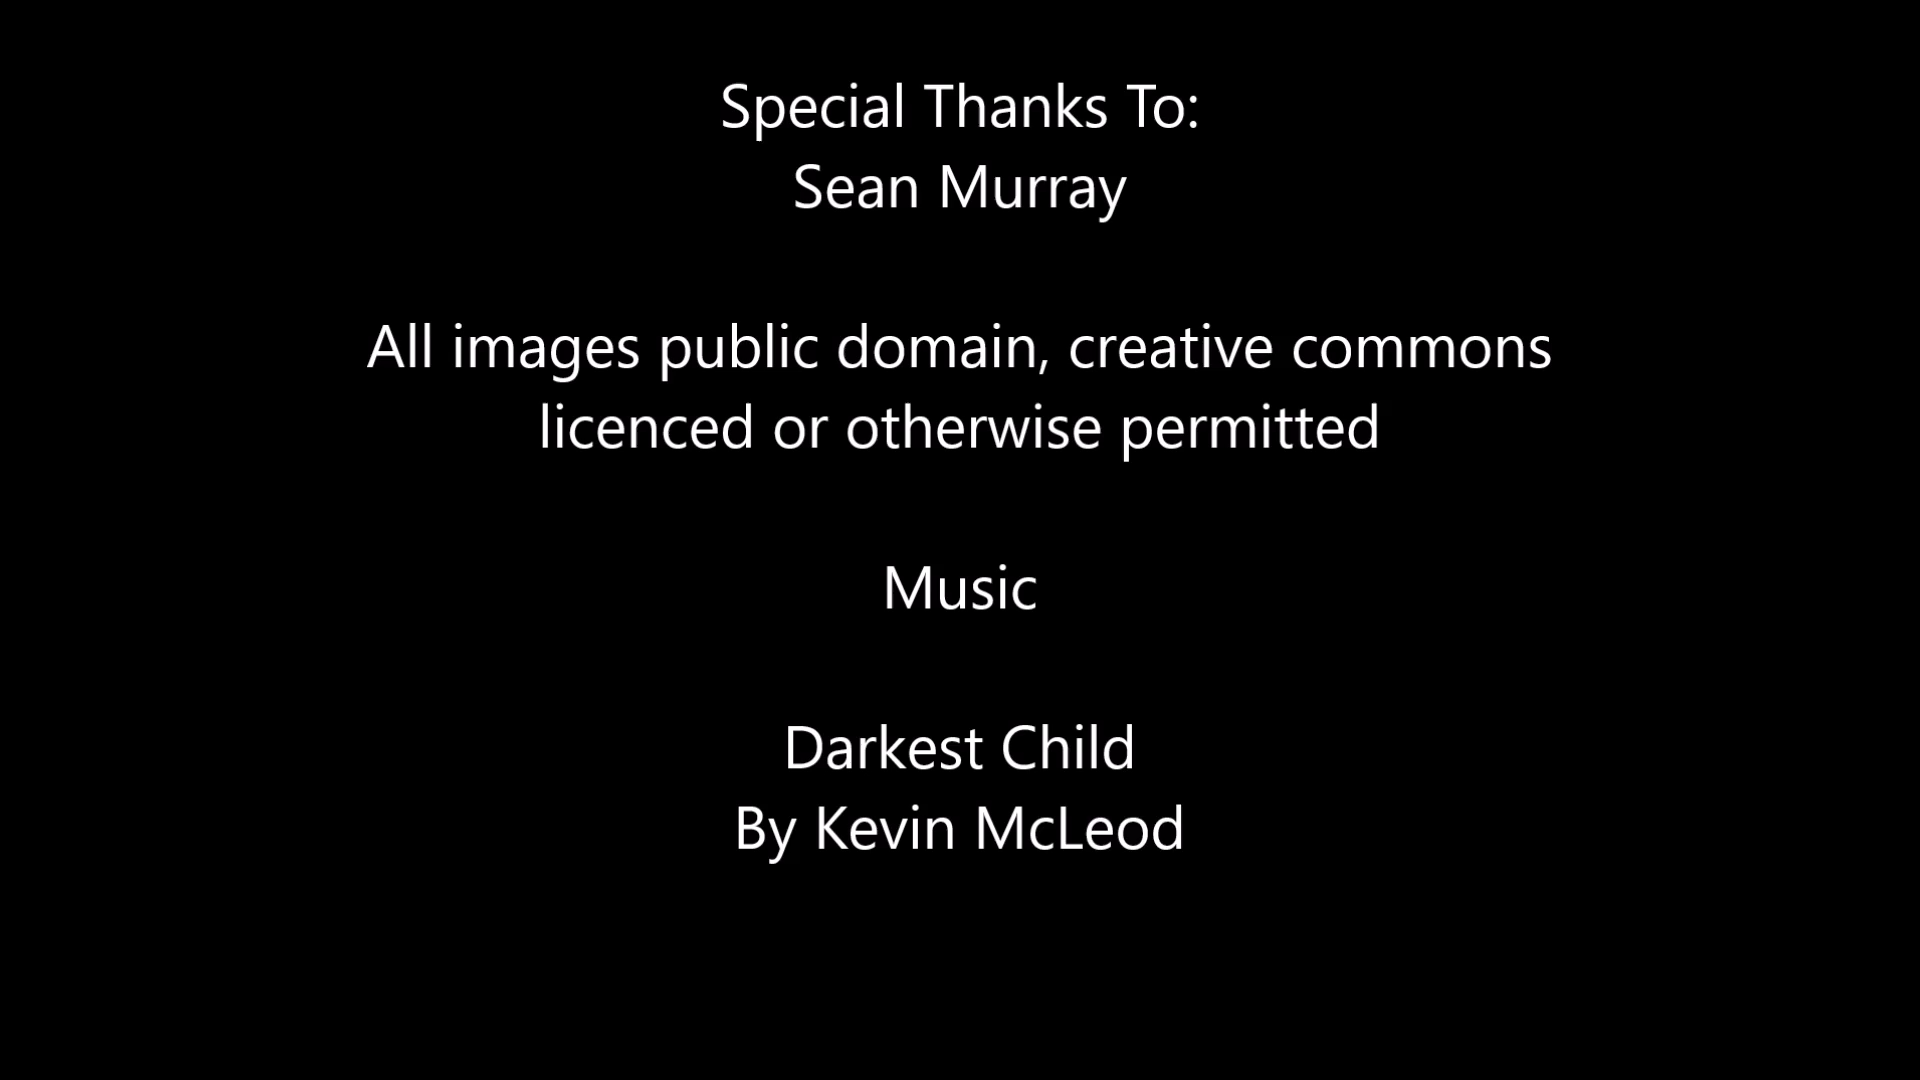 Special Thanks To:
Sean Murray
All images public domain, creative commons
licenced or otherwise permitted
Music
Darkest Child
By Kevin McLeod